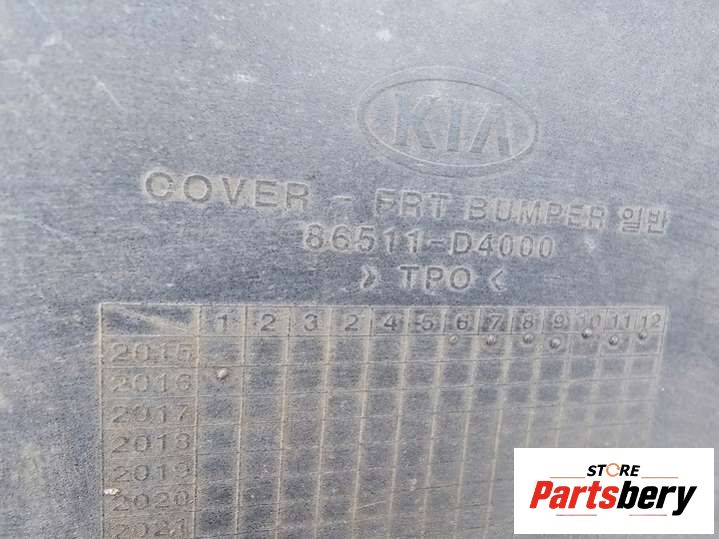 KIA
COVER - FRT BUMPER 일반
86511-D4000
> TPO <
1 2 3 2 4 5 6 7 8 9 10 11 12
2015
2016
2017
2018
2019
2020
2021
STORE
Partsbery